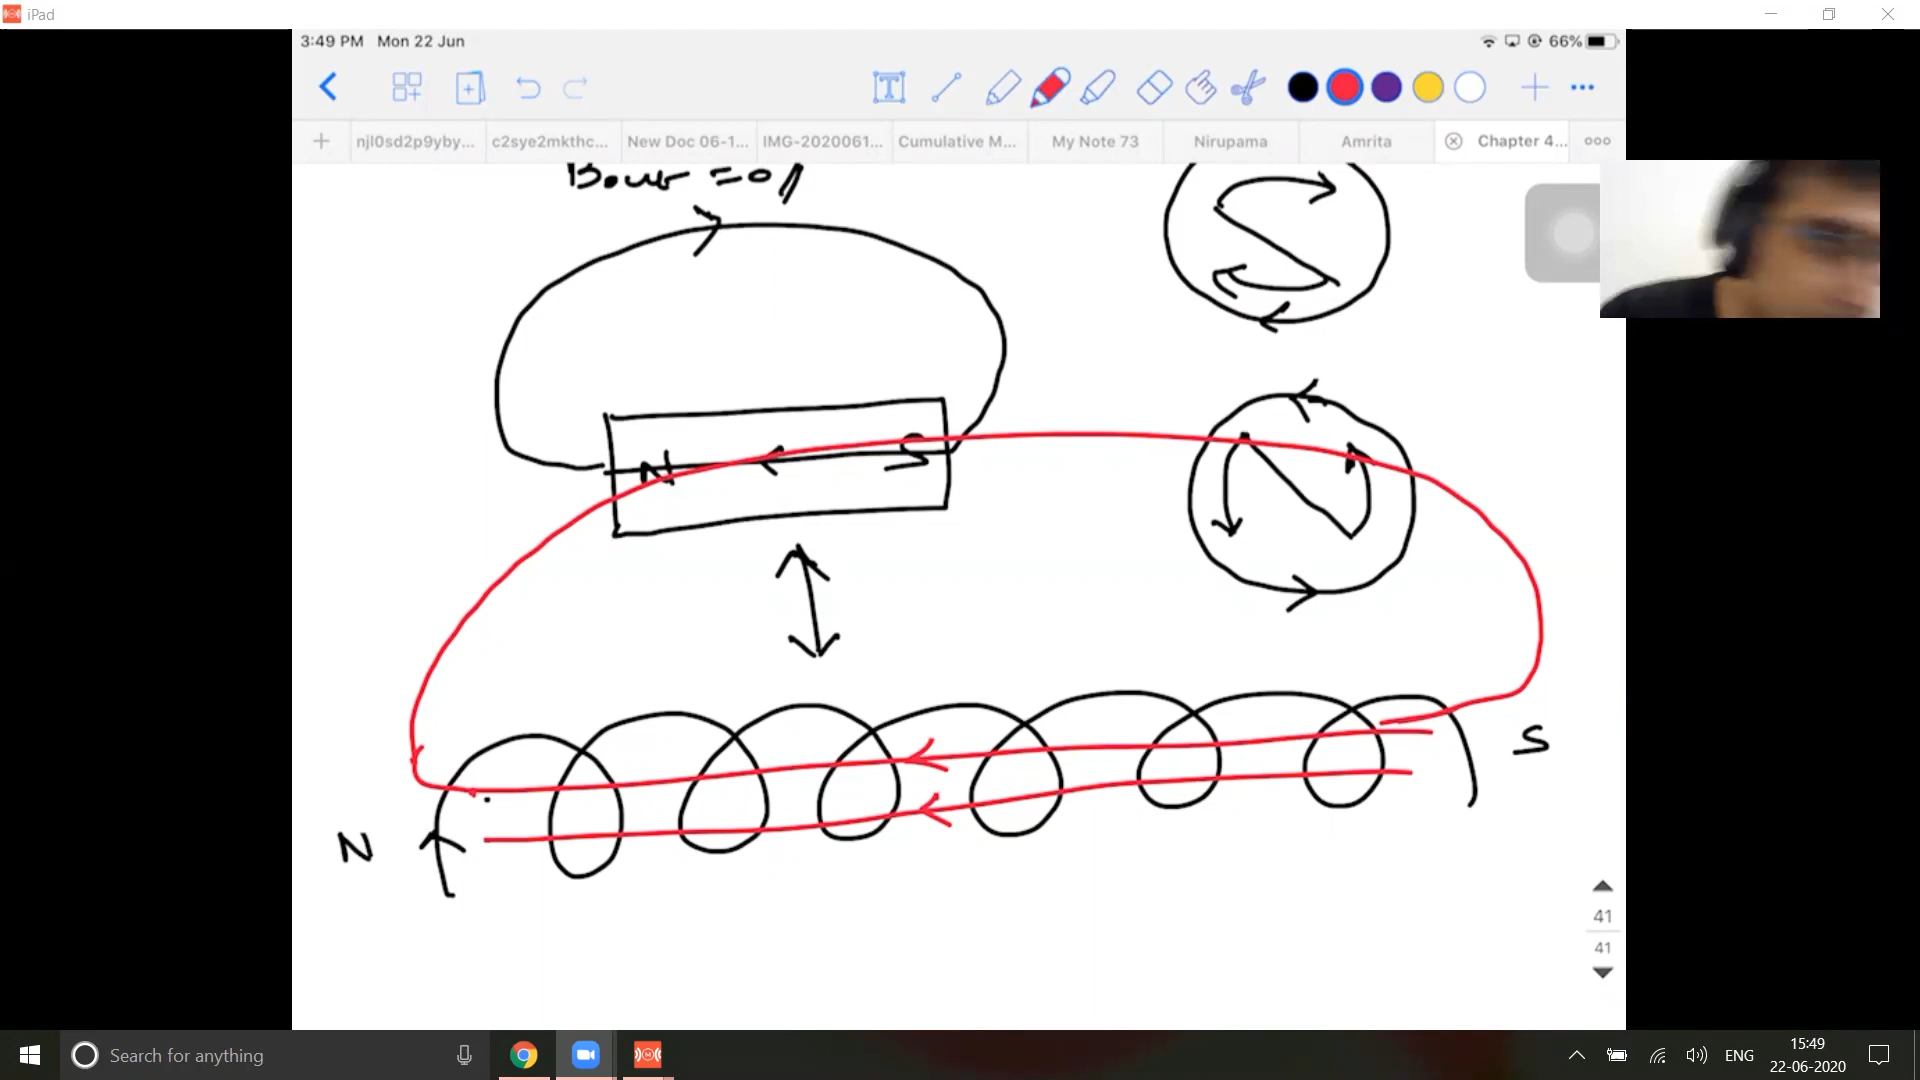 iPad
3:49 PM Mon 22 Jun
66%
T
njl0sd2p9yby...
c2sye2mkthc...
New Doc 06-1...
IMG-2020061...
Cumulative M...
My Note 73
Nirupama
Amrita
Chapter 4...
= 0
N
S
S
N
41
41
Search for anything
ENG
15:49
22-06-2020